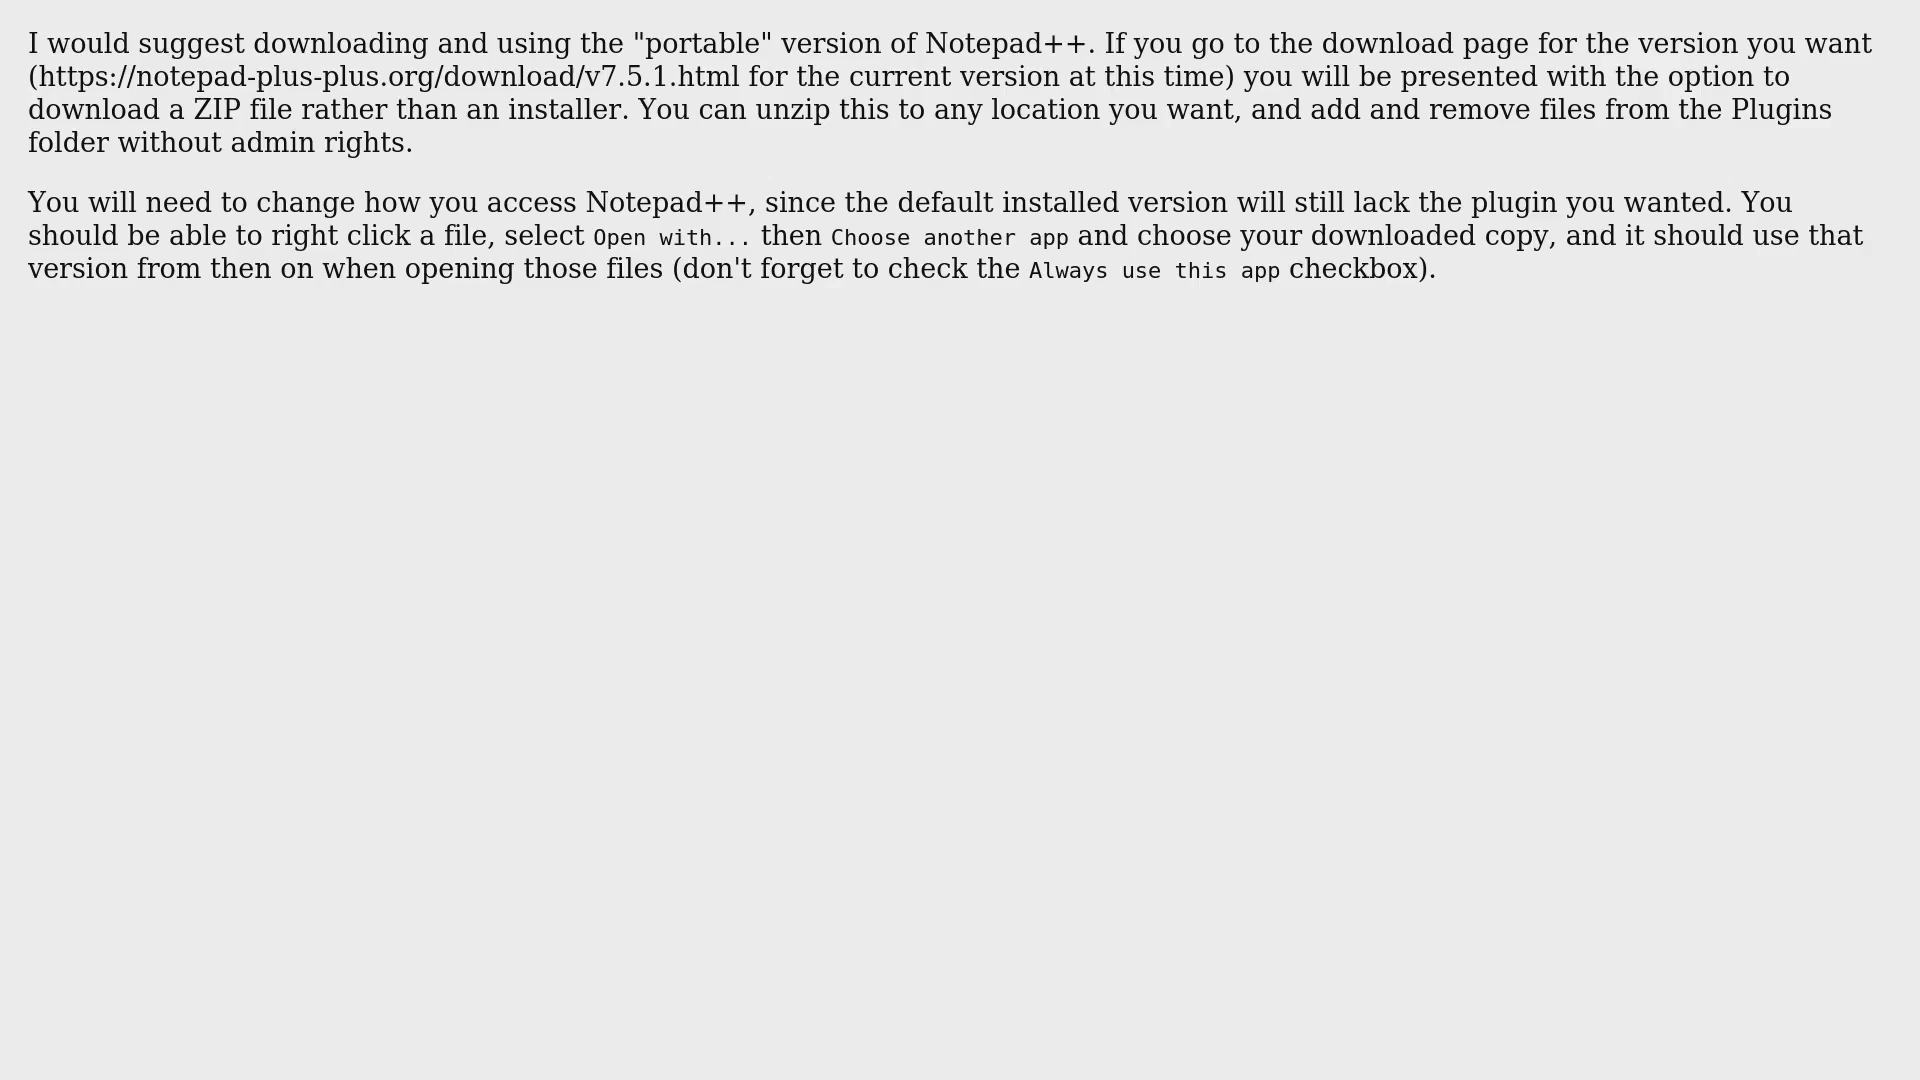 I would suggest downloading and using the "portable" version of Notepad++. If you go to the download page for the version you want
(https://notepad-plus-plus.org/download/v7.5.1.html for the current version at this time) you will be presented with the option to
download a ZIP file rather than an installer. You can unzip this to any location you want, and add and remove files from the Plugins
folder without admin rights.
You will need to change how you access Notepad++, since the default installed version will still lack the plugin you wanted. You
should be able to right click a file, select Open with... then Choose another app and choose your downloaded copy, and it should use that
version from then on when opening those files (don't forget to check the Always use this app checkbox).